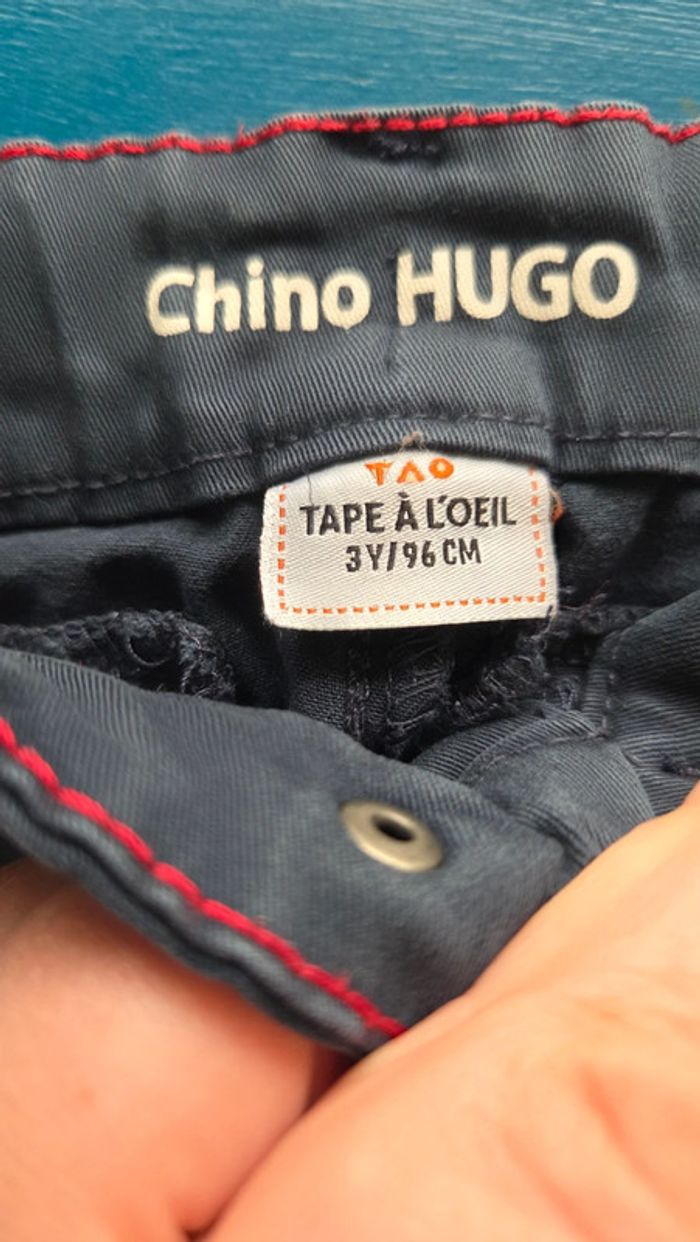 Chino HUGO
TAO
TAPE À L'OEIL
3Y/96 CM